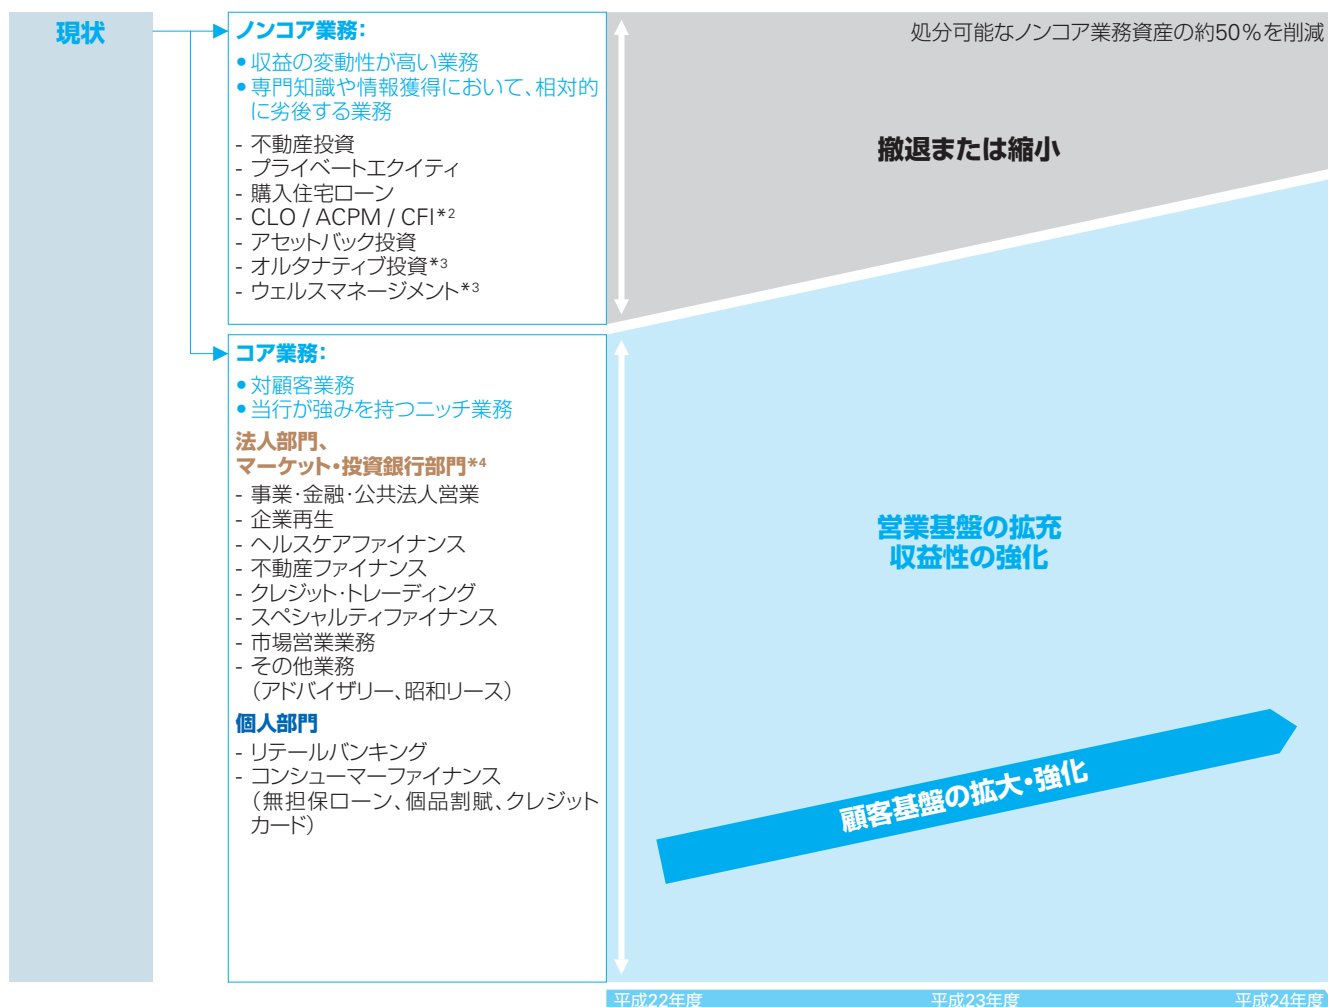 現状
ノンコア業務：
●収益の変動性が高い業務
●専門知識や情報獲得において、相対的
に劣後する業務
- 不動産投資
- プライベートエクイティ
- 購入住宅ローン
- CLO / ACPM / CFI*2
- アセットバック投資
- オルタナティブ投資*3
- ウェルスマネージメント*3
処分可能なノンコア業務資産の約50％を削減
撤退または縮小
コア業務：
●対顧客業務
●当行が強みを持つニッチ業務
法人部門、
マーケット・投資銀行部門*4
- 事業・金融・公共法人営業
- 企業再生
- ヘルスケアファイナンス
- 不動産ファイナンス
- クレジット・トレーディング
- スペシャルティファイナンス
- 市場営業業務
- その他業務
（アドバイザリー、昭和リース）
個人部門
- リテールバンキング
- コンシューマーファイナンス
（無担保ローン、個品割賦、クレジット
カード）
営業基盤の拡充
収益性の強化
顧客基盤の拡大・強化
平成22年度
平成23年度
平成24年度